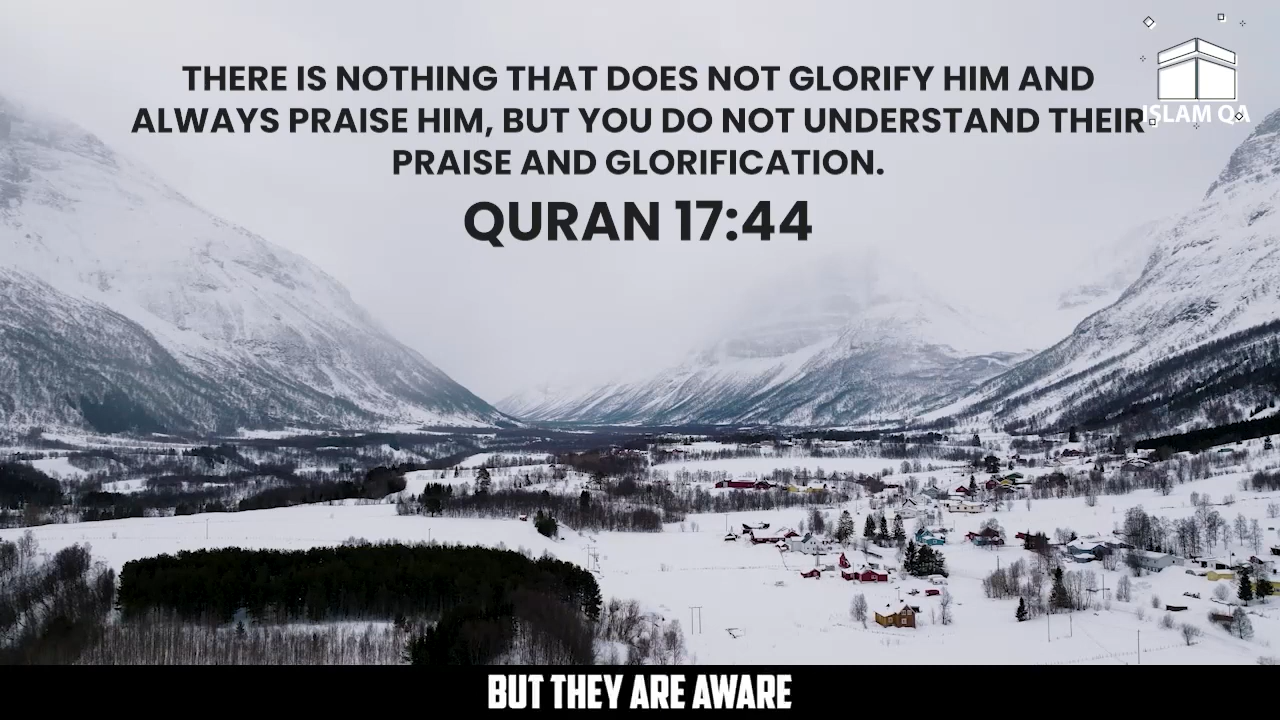 THERE IS NOTHING THAT DOES NOT GLORIFY HIM AND
ALWAYS PRAISE HIM, BUT YOU DO NOT UNDERSTAND THEIR
PRAISE AND GLORIFICATION.
QURAN 17:44
ISLAM QA
BUT THEY ARE AWARE